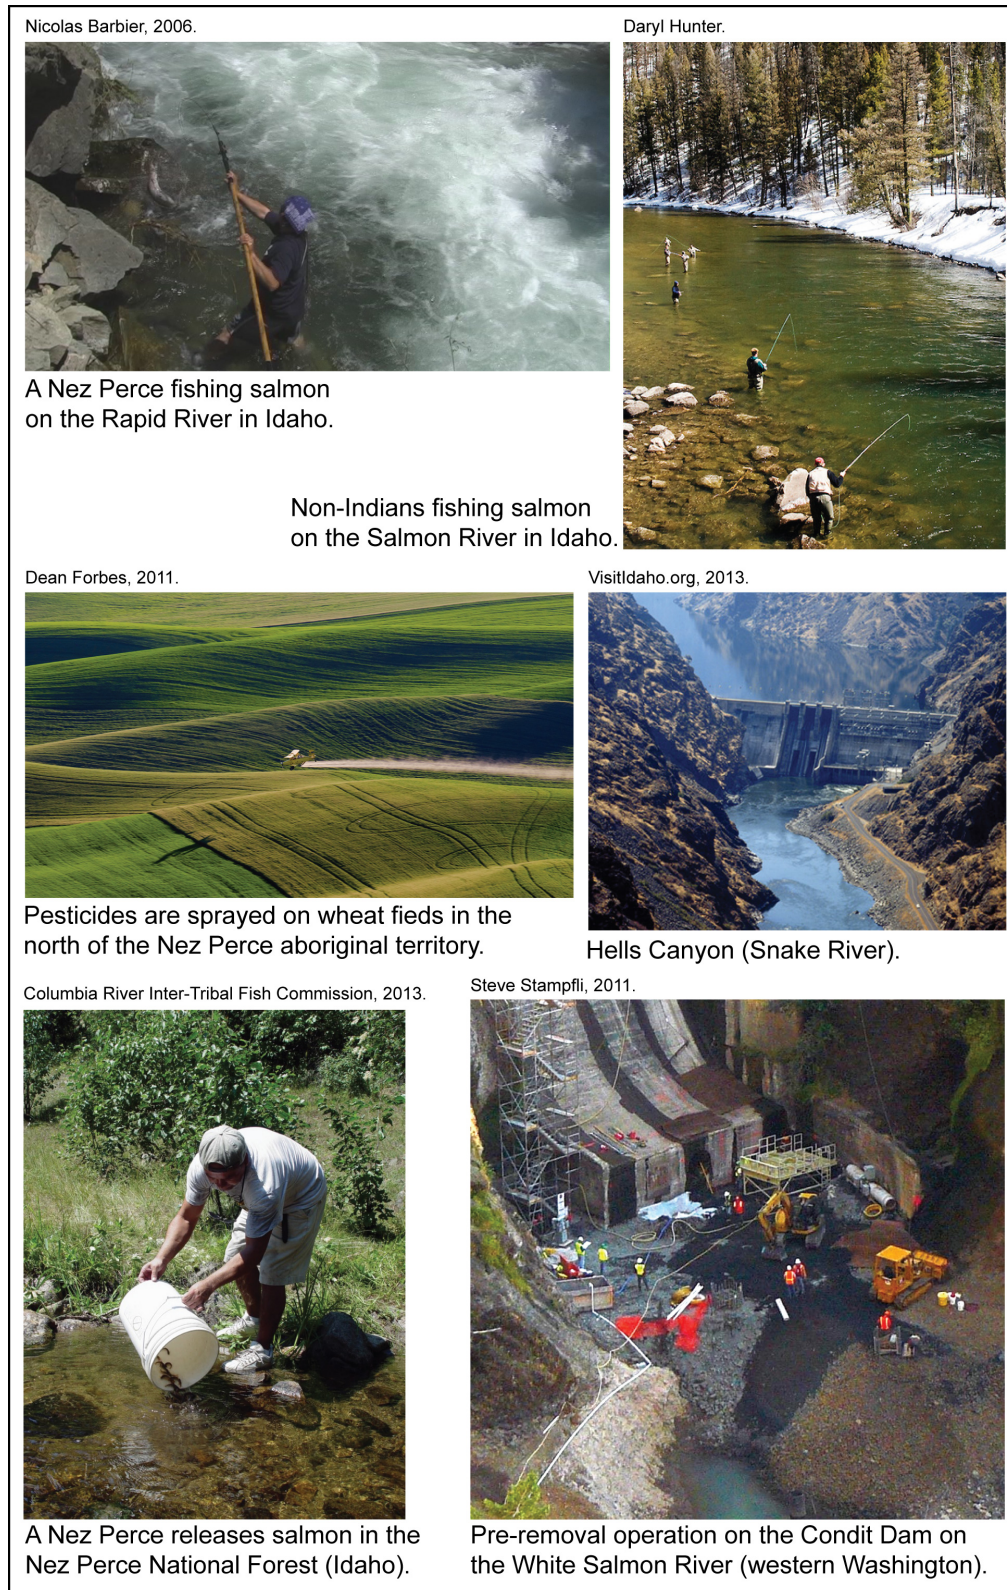 Nicolas Barbier, 2006.
Daryl Hunter.
A Nez Perce fishing salmon
on the Rapid River in Idaho.
Non-Indians fishing salmon
on the Salmon River in Idaho.
Dean Forbes, 2011.
VisitIdaho.org, 2013.
Pesticides are sprayed on wheat fieds in the
north of the Nez Perce aboriginal territory.
Hells Canyon (Snake River).
Columbia River Inter-Tribal Fish Commission, 2013.
Steve Stampfli, 2011.
A Nez Perce releases salmon in the
Nez Perce National Forest (Idaho).
Pre-removal operation on the Condit Dam on
the White Salmon River (western Washington).